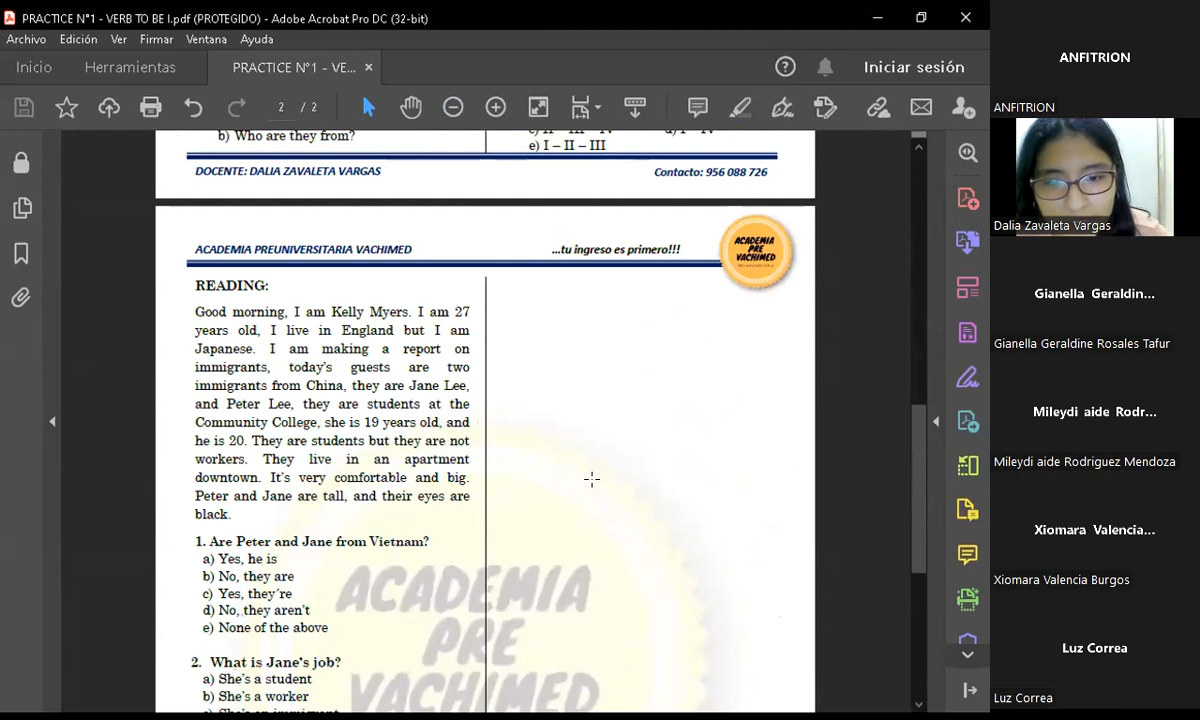 PRACTICE N°1 - VERB TO BE I.pdf (PROTEGIDO) - Adobe Acrobat Pro DC (32-bit)
Archivo Edición Ver Firmar Ventana Ayuda
Inicio Herramientas PRACTICE N°1 - VE... × Iniciar sesión
2 / 2
b) Who are they from?
e) I – II – III
DOCENTE: DALIA ZAVALETA VARGAS Contacto: 956 088 726
ACADEMIA PREUNIVERSITARIA VACHIMED ...tu ingreso es primero!!!
ACADEMIA
PRE
VACHIMED
READING:
Good morning, I am Kelly Myers. I am 27
years old, I live in England but I am
Japanese. I am making a report on
immigrants, today's guests are two
immigrants from China, they are Jane Lee,
and Peter Lee, they are students at the
Community College, she is 19 years old, and
he is 20. They are students but they are not
workers. They live in an apartment
downtown. It's very comfortable and big.
Peter and Jane are tall, and their eyes are
black.
1. Are Peter and Jane from Vietnam?
a) Yes, he is
b) No, they are
c) Yes, they're
d) No, they aren't
e) None of the above
2. What is Jane's job?
a) She's a student
b) She's a worker
c) She's an immigrant
ACADEMIA
PRE
VACHIMED
ANFITRION
ANFITRION
Dalia Zavaleta Vargas
Gianella Geraldin...
Gianella Geraldine Rosales Tafur
Mileydi aide Rodr...
Mileydi aide Rodriguez Mendoza
Xiomara Valencia...
Xiomara Valencia Burgos
Luz Correa
Luz Correa